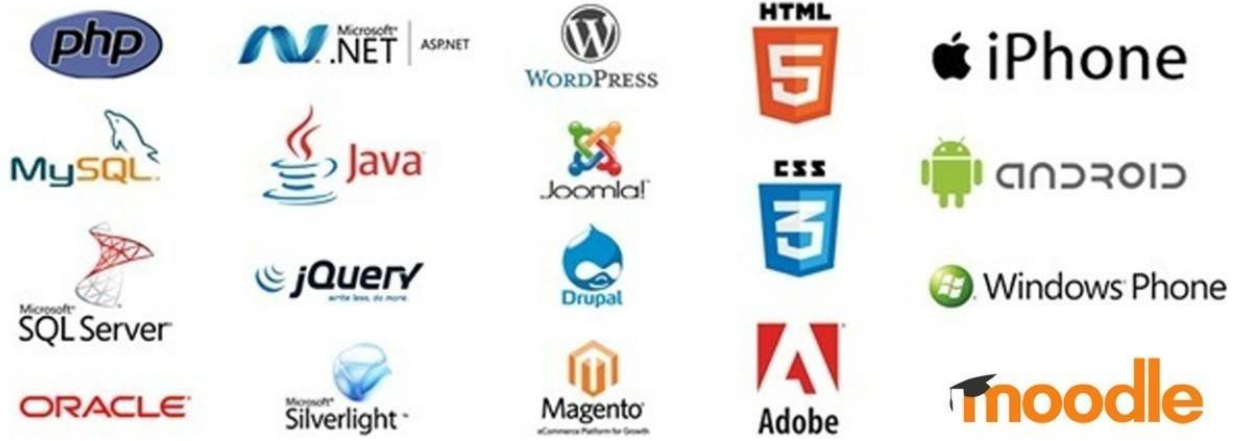 php
Microsoft®
.NET
ASP.NET
WORDPRESS
HTML
5
iPhone
MySQL
Java
Joomla!
CSS
3
ANDROID
Microsoft®
SQL Server
jQuery
write less, do more.
Drupal
Windows Phone
ORACLE
Microsoft®
Silverlight
Magento
eCommerce Platform for Growth
Adobe
moodle